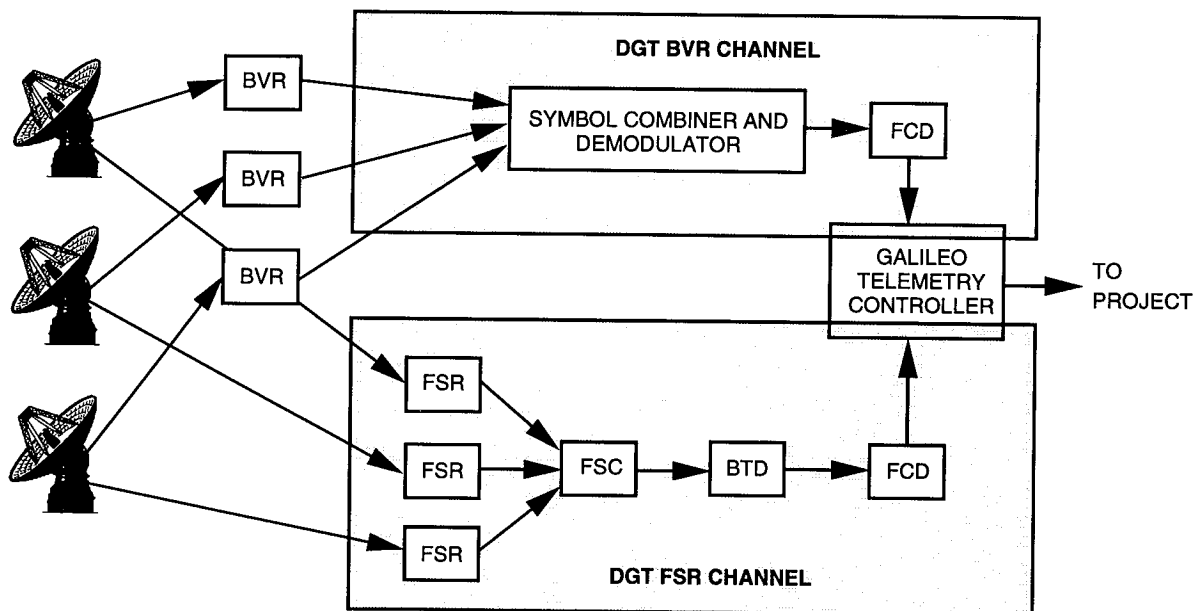 DGT BVR CHANNEL
BVR
SYMBOL COMBINER AND
DEMODULATOR
FCD
BVR
BVR
GALILEO
TELEMETRY
CONTROLLER
TO
PROJECT
FSR
FSR
FSC
BTD
FCD
FSR
DGT FSR CHANNEL